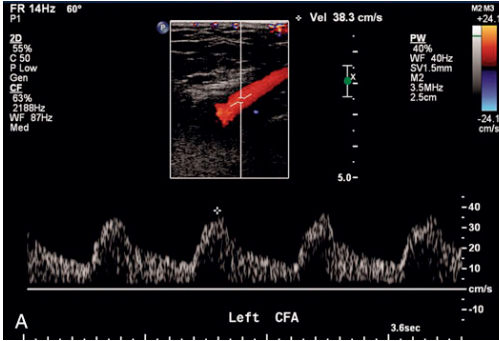 FR 14Hz 60°
P1
2D
55%
C 50
P Low
Gen
CF
63%
2188Hz
WF 87Hz
Med
Vel 38.3 cm/s
x
5.0
M2 M3
+24.1
-24.1
cm/s
PW
40%
WF 40Hz
SV1.5mm
M2
3.5MHz
2.5cm
40
30
20
10
cm/s
-10
A
Left CFA
3.6sec